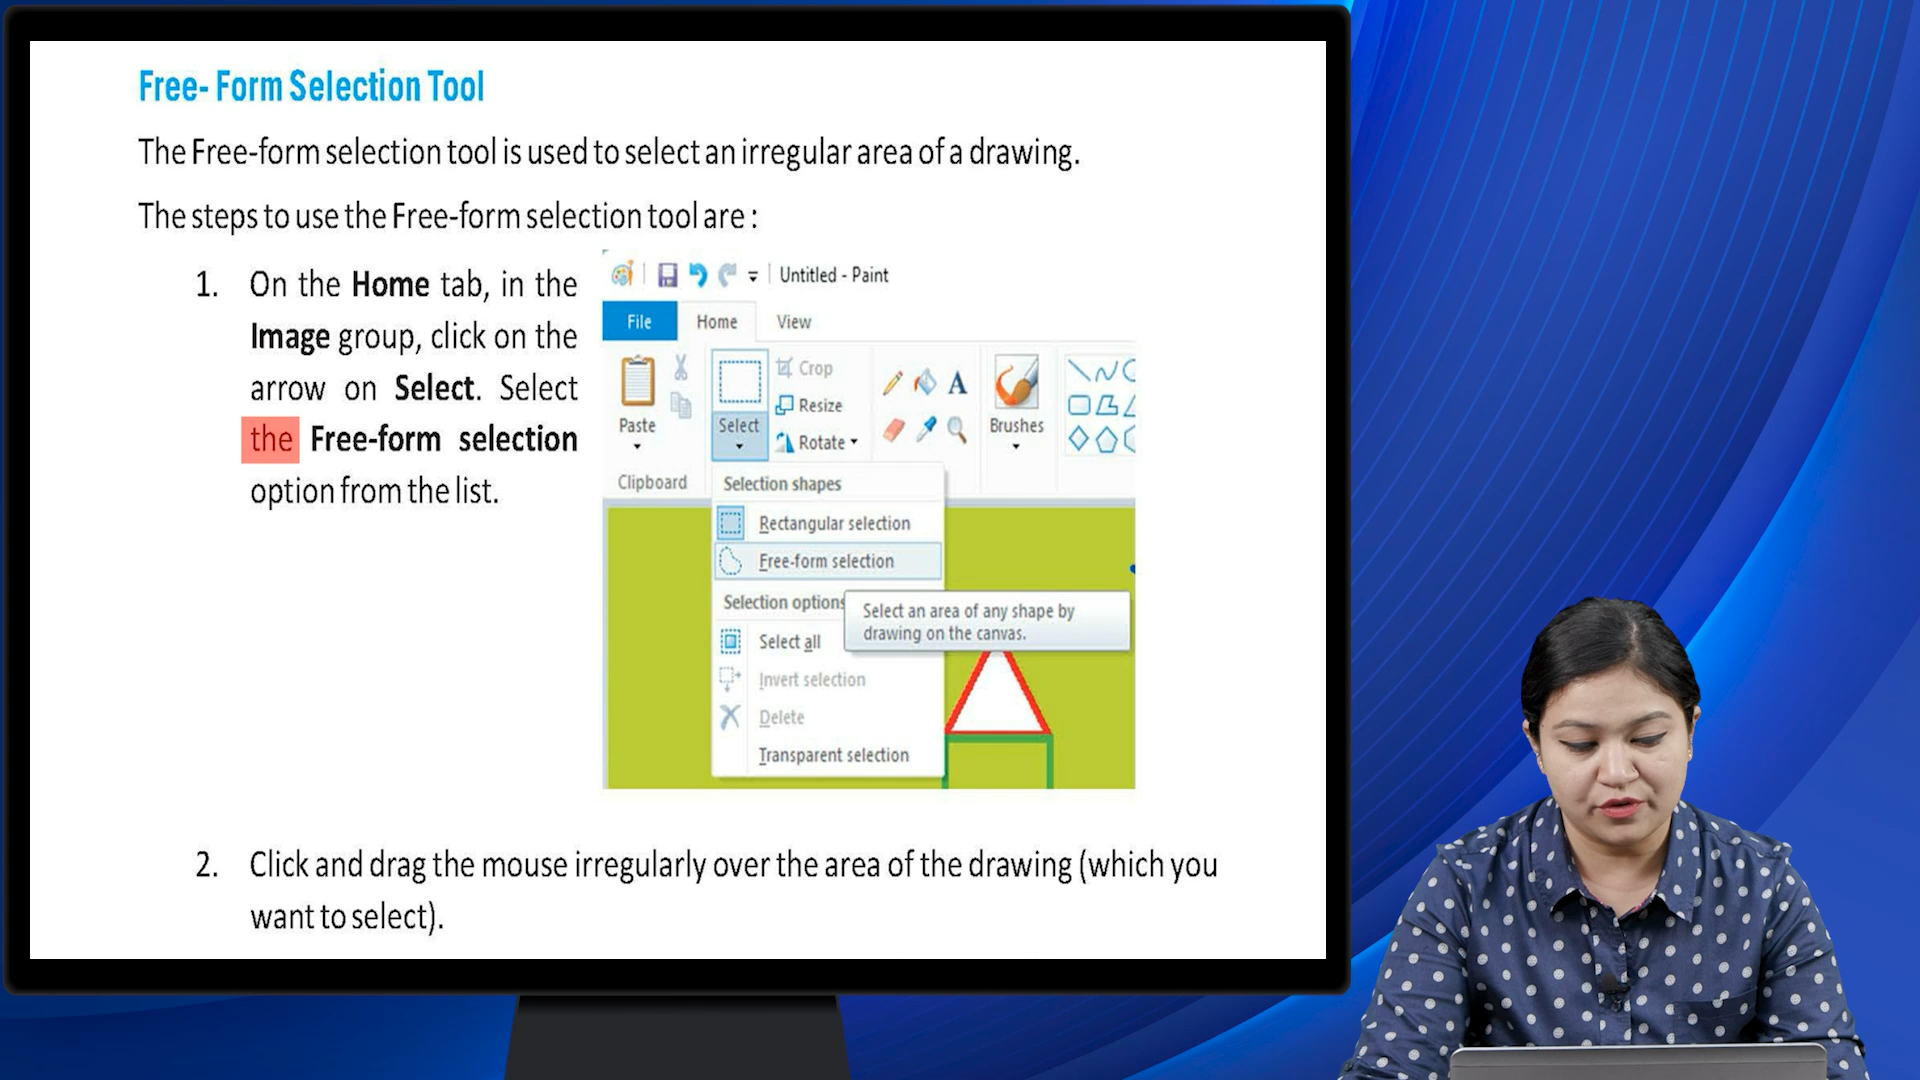 Free- Form Selection Tool
The Free-form selection tool is used to select an irregular area of a drawing.
The steps to use the Free-form selection tool are :
1. On the Home tab, in the
Image group, click on the
arrow on Select. Select
the Free-form selection
option from the list.
Untitled - Paint
File Home View
Crop
Resize
Rotate
A
Paste
Select
Brushes
Clipboard
Selection shapes
Rectangular selection
Free-form selection
Selection options
Select an area of any shape by
drawing on the canvas.
Select all
Invert selection
Delete
Transparent selection
2. Click and drag the mouse irregularly over the area of the drawing (which you
want to select).